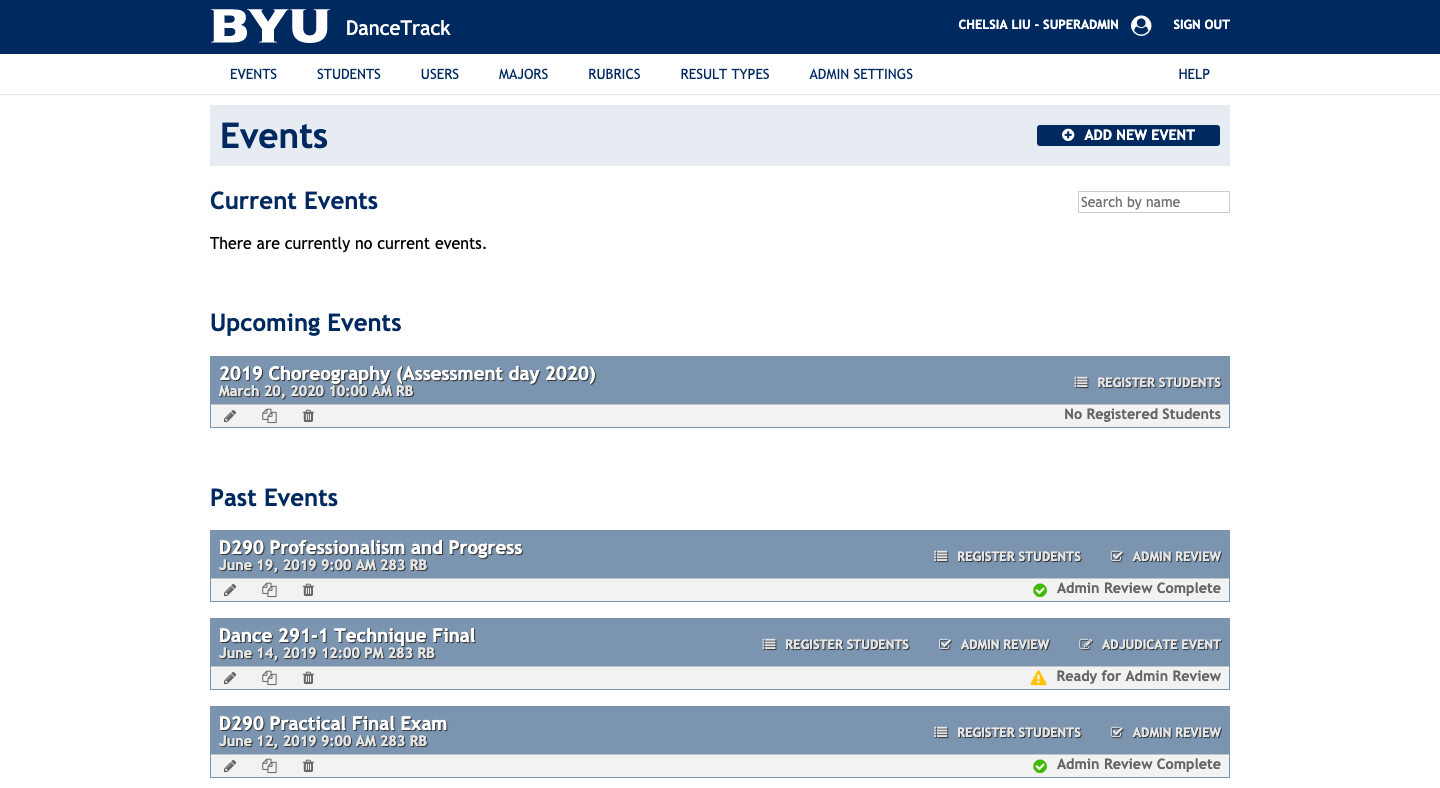 BYU DanceTrack CHELSIA LIU - SUPERADMIN SIGN OUT
EVENTS STUDENTS USERS MAJORS RUBRICS RESULT TYPES ADMIN SETTINGS HELP
Events ADD NEW EVENT
Current Events Search by name
There are currently no current events.
Upcoming Events
2019 Choreography (Assessment day 2020)
March 20, 2020 10:00 AM RB
REGISTER STUDENTS
No Registered Students
Past Events
D290 Professionalism and Progress
June 19, 2019 9:00 AM 283 RB
REGISTER STUDENTS ADMIN REVIEW
Admin Review Complete
Dance 291-1 Technique Final
June 14, 2019 12:00 PM 283 RB
REGISTER STUDENTS ADMIN REVIEW ADJUDICATE EVENT
Ready for Admin Review
D290 Practical Final Exam
June 12, 2019 9:00 AM 283 RB
REGISTER STUDENTS ADMIN REVIEW
Admin Review Complete